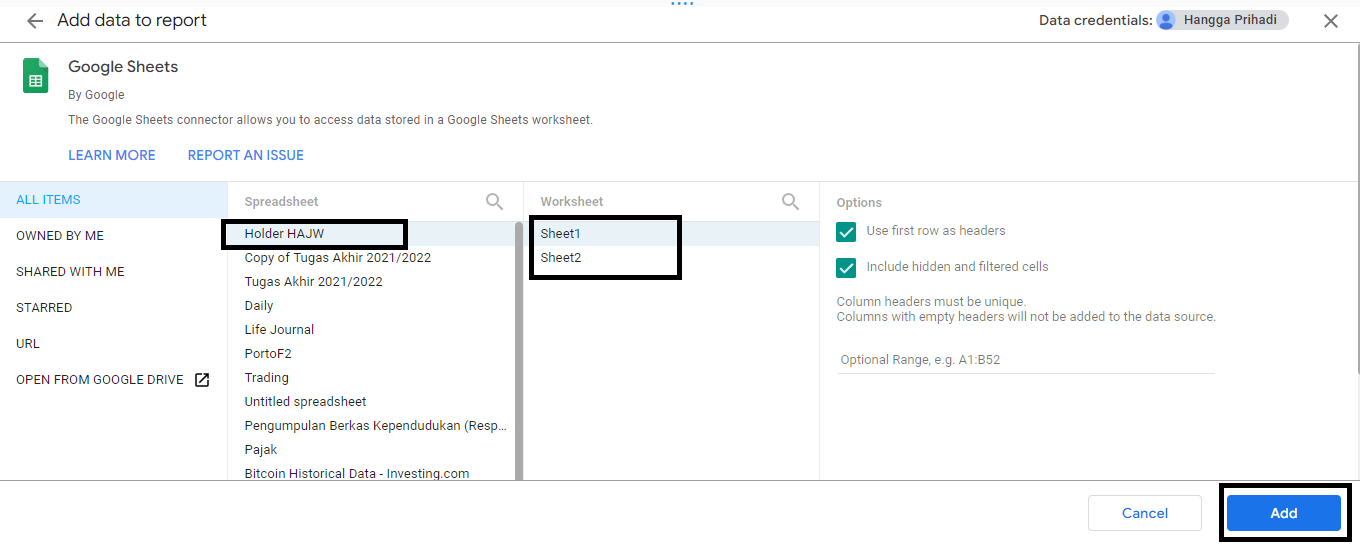 Add data to report
Data credentials: Hangga Prihadi
Google Sheets
By Google
The Google Sheets connector allows you to access data stored in a Google Sheets worksheet.
LEARN MORE REPORT AN ISSUE
ALL ITEMS
OWNED BY ME
SHARED WITH ME
STARRED
URL
OPEN FROM GOOGLE DRIVE
Spreadsheet
Holder HAJW
Copy of Tugas Akhir 2021/2022
Tugas Akhir 2021/2022
Daily
Life Journal
PortoF2
Trading
Untitled spreadsheet
Pengumpulan Berkas Kependudukan (Resp...
Pajak
Bitcoin Historical Data - Investing.com
Worksheet
Sheet1
Sheet2
Options
Use first row as headers
Include hidden and filtered cells
Column headers must be unique.
Columns with empty headers will not be added to the data source.
Optional Range, e.g. A1:B52
Cancel
Add